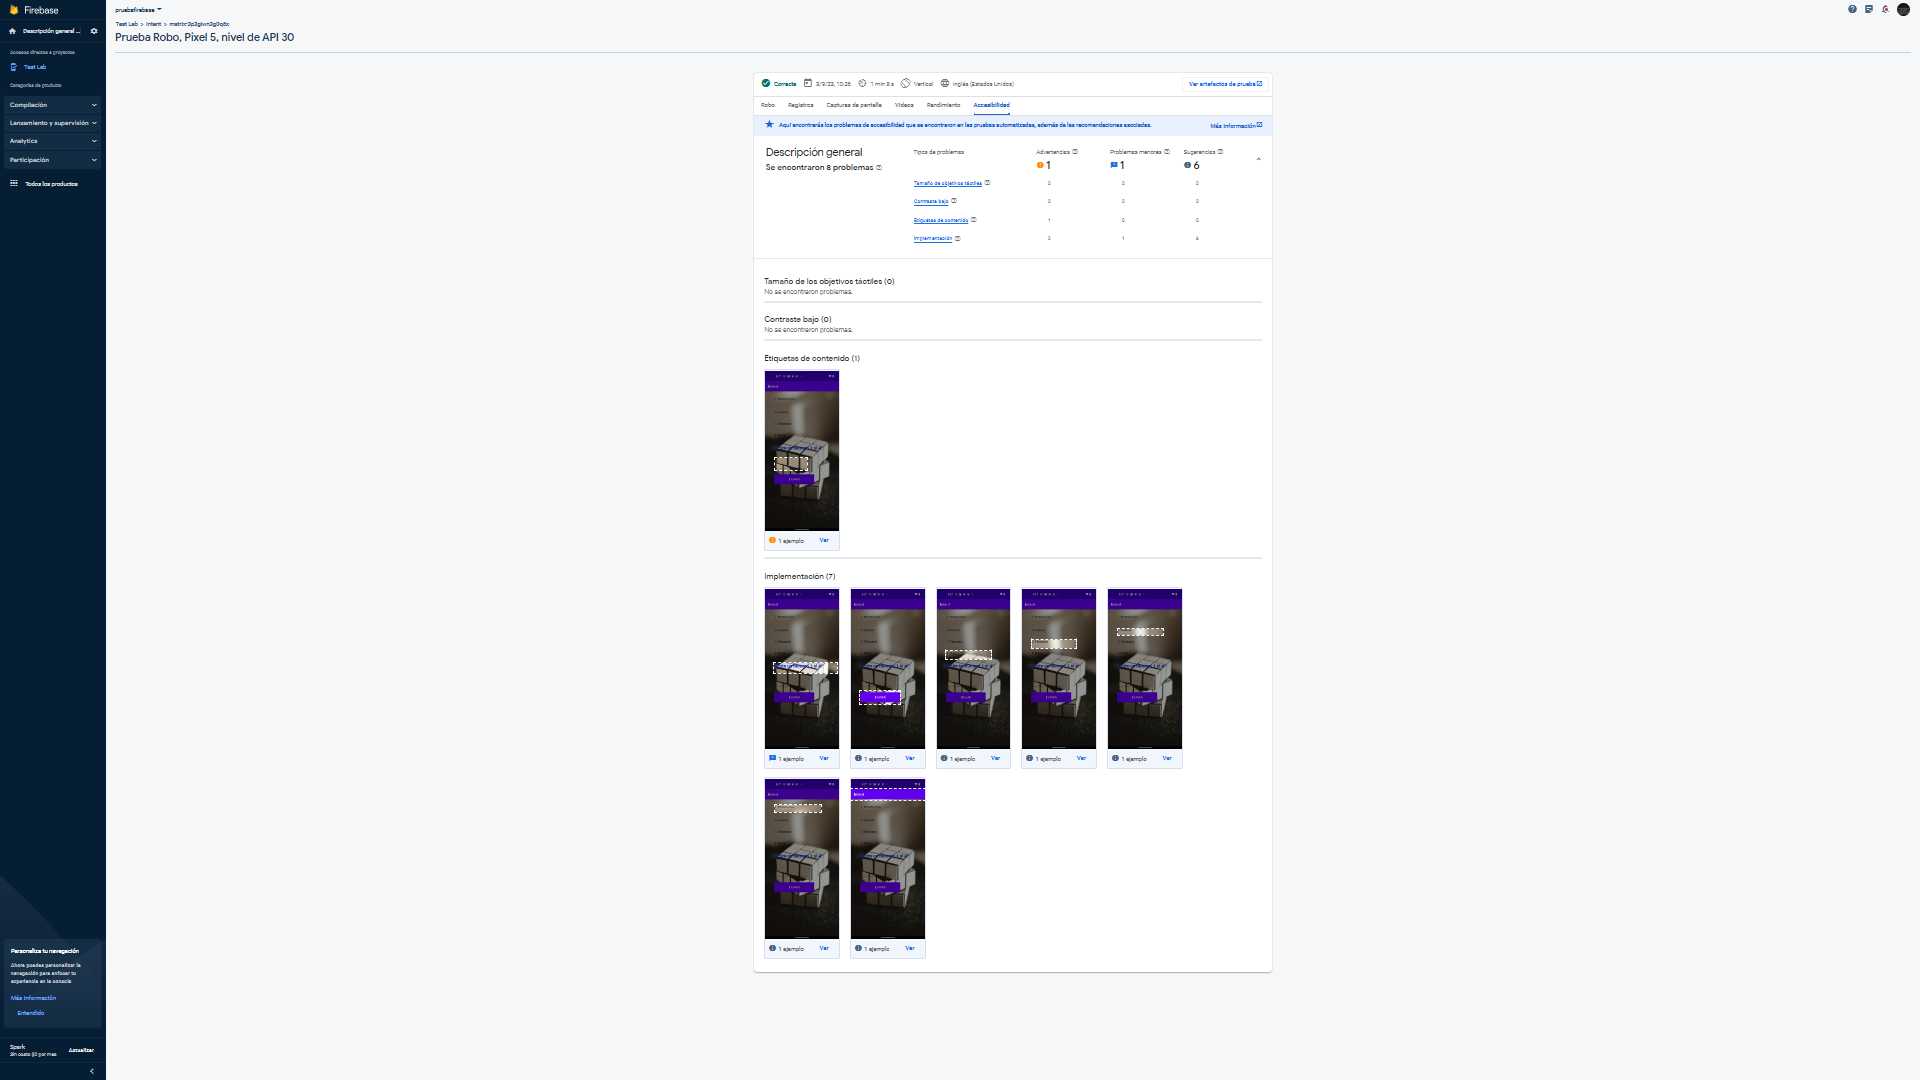 Firebase
Descripción general ...
Accesos directos a proyectos
Test Lab
Categorías de producto
Compilación
Lanzamiento y supervisión
Analytics
Participación
Todos los productos
Personaliza tu navegación
Ahora puedes personalizar la
navegación para enfocar tu
experiencia en la consola
Más información
Entendido
Spark
Sin costo $0 por mes
Actualizar
pruebafirebase
Test Lab > Intent >
Prueba Robo, Pixel 5, nivel de API 30
Correcta 3/9/23, 10:26 1 min 8 s Vertical Inglés (Estados Unidos)
Ver artefactos de prueba
Robo Registros Capturas de pantalla Videos Rendimiento Accesibilidad
Aquí encontrarás los problemas de accesibilidad que se encontraron en las pruebas automatizadas, además de las recomendaciones asociadas.
Más información
Descripción general
Se encontraron 8 problemas
Tipos de problemas Advertencias Problemas menores Sugerencias
1 1 6
Tamaño de objetivos táctiles 0 0 0
Contraste bajo 0 0 0
Etiquetas de contenido 1 0 0
Implementación 0 1 6
Tamaño de los objetivos táctiles (0)
No se encontraron problemas.
Contraste bajo (0)
No se encontraron problemas.
Etiquetas de contenido (1)
1 ejemplo Ver
Implementación (7)
1 ejemplo Ver
1 ejemplo Ver
1 ejemplo Ver
1 ejemplo Ver
1 ejemplo Ver
1 ejemplo Ver
1 ejemplo Ver